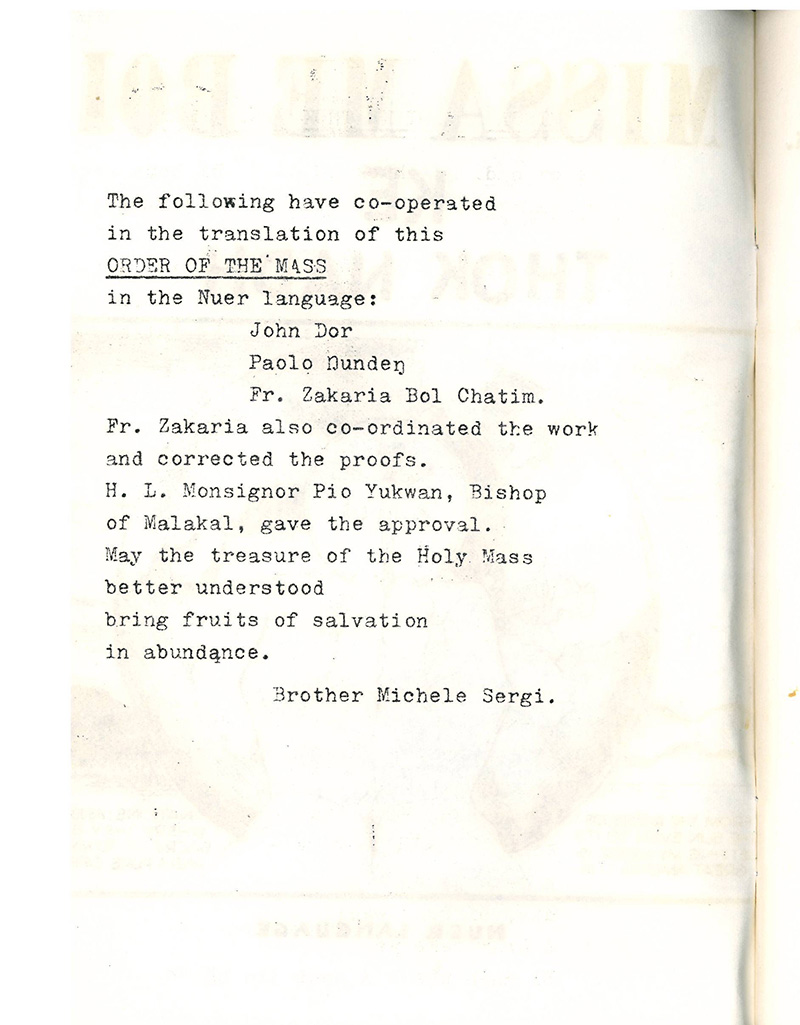 The following have co-operated
in the translation of this
ORDER OF THE MASS
in the Nuer language:
John Dor
Paolo Dundeŋ
Fr. Zakaria Bol Chatim.
Fr. Zakaria also co-ordinated the work
and corrected the proofs.
H. L. Monsignor Pio Yukwan, Bishop
of Malakal, gave the approval.
May the treasure of the Holy Mass
better understood
bring fruits of salvation
in abundance.
Brother Michele Sergi.